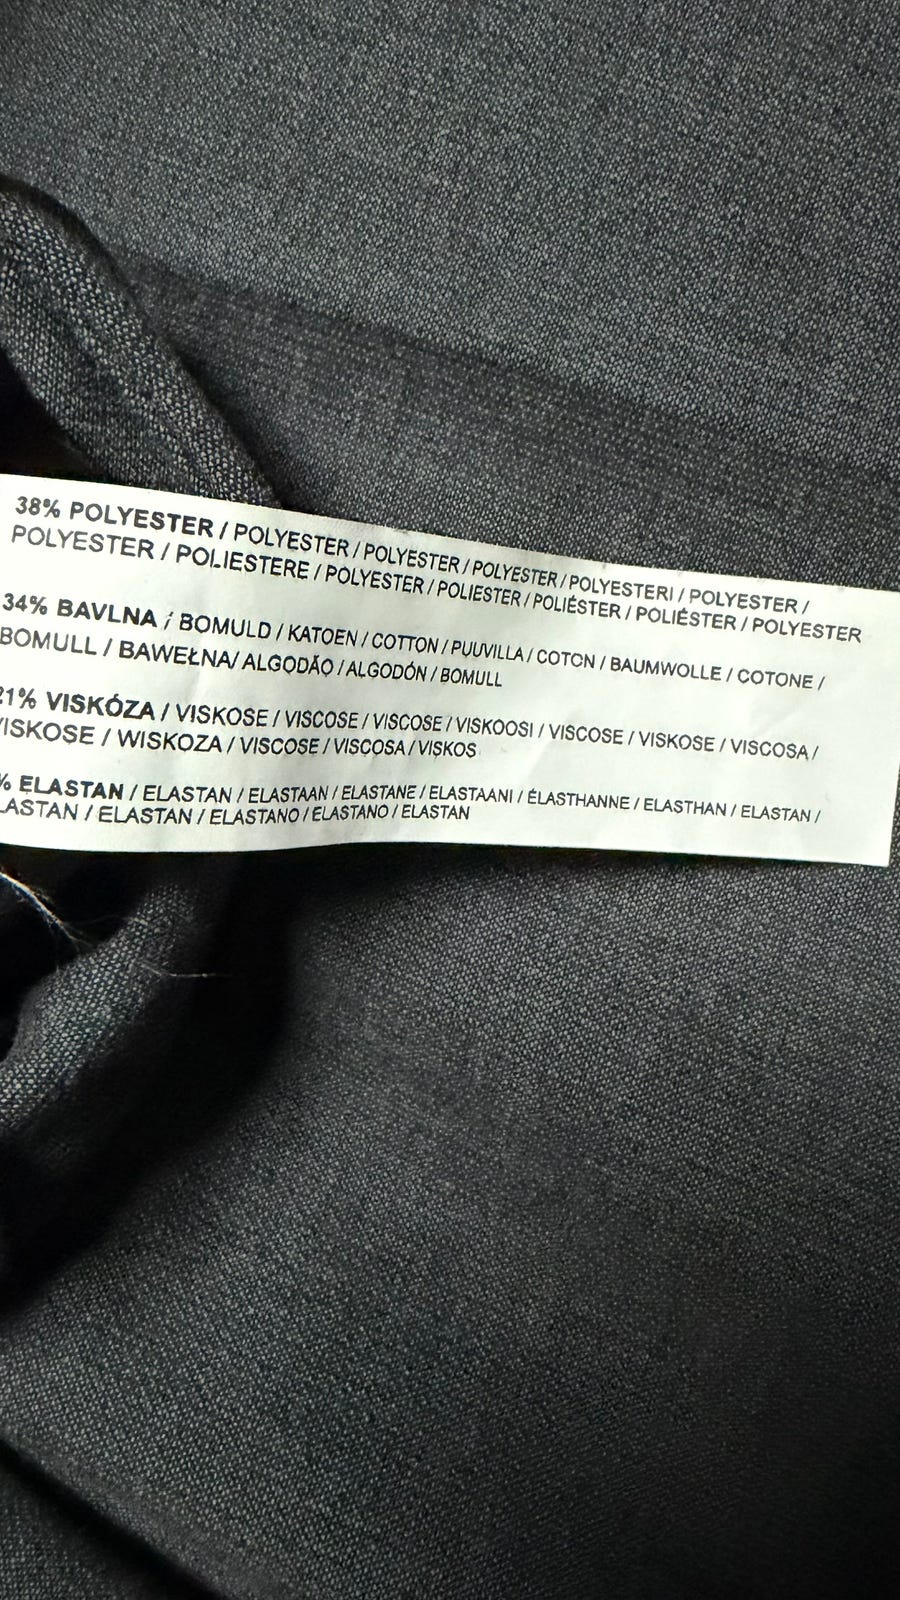 38% POLYESTER / POLYESTER / POLYESTER / POLYESTER / POLYESTERI / POLYESTER /
POLYESTER / POLIESTERE / POLYESTER / POLIESTER / POLIÉSTER / POLIÉSTER / POLYESTER
34% BAVLNA / BOMULD / KATOEN / COTTON / PUUVILLA / COTON / BAUMWOLLE / COTONE /
BOMULL / BAWEŁNA/ ALGODÃO / ALGODÓN / BOMULL
21% VISKÓZA / VISKOSE / VISCOSE / VISCOSE / VISKOOSI / VISCOSE / VISKOSE / VISCOSA /
VISKOSE / WISKOZA / VISCOSE / VISCOSA / VISKOS
% ELASTAN / ELASTAN / ELASTAAN / ELASTANE / ELASTAANI / ÉLASTHANNE / ELASTHAN / ELASTAN /
ELASTAN / ELASTAN / ELASTANO / ELASTANO / ELASTAN